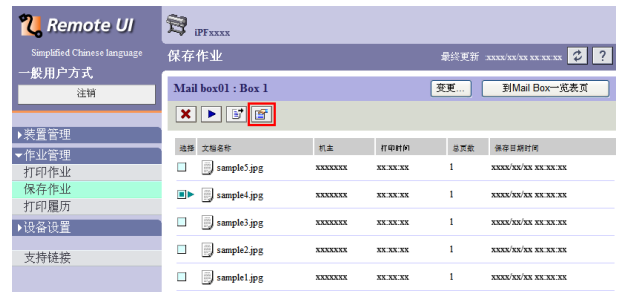 Remote UI
Simplified Chinese language
一般用户方式
注销
▸装置管理
▾作业管理
打印作业
保存作业
打印履历
▸设备设置
支持链接
iPFxxxx
保存作业
最终更新 xxxx/xx/xx xx:xx:xx
?
Mail box01 : Box 1
变更...
到Mail Box一览表页
选择 文档名称 机主 打印时间 总页数 保存日期时间
sample5.jpg xxxxxxx xx:xx:xx 1 xxxx/xx/xx xx:xx:xx
sample4.jpg xxxxxxx xx:xx:xx 1 xxxx/xx/xx xx:xx:xx
sample3.jpg xxxxxxx xx:xx:xx 1 xxxx/xx/xx xx:xx:xx
sample2.jpg xxxxxxx xx:xx:xx 1 xxxx/xx/xx xx:xx:xx
sample1.jpg xxxxxxx xx:xx:xx 1 xxxx/xx/xx xx:xx:xx